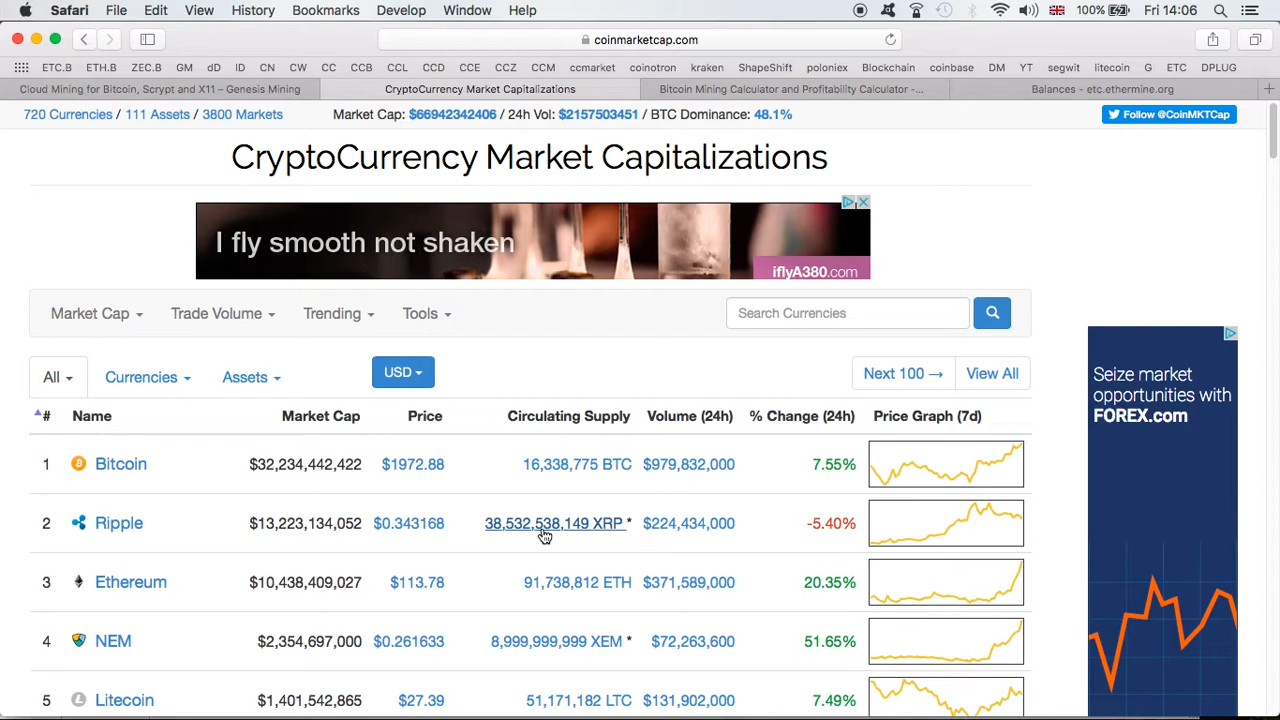 Safari File Edit View History Bookmarks Develop Window Help 100% Fri 14:06
coinmarketcap.com
ETC.B ETH.B ZEC.B GM dD ID CN CW CC CCB CCL CCD CCE CCZ CCM ccmarket coinotron kraken ShapeShift poloniex Blockchain coinbase DM YT segwit litecoin G ETC DPLUG
Cloud Mining for Bitcoin, Scrypt and X11 – Genesis Mining CryptoCurrency Market Capitalizations Bitcoin Mining Calculator and Profitability Calculator -... Balances - etc.ethermine.org
720 Currencies / 111 Assets / 3800 Markets Market Cap: $66942342406 / 24h Vol: $2157503451 / BTC Dominance: 48.1% Follow @CoinMKTCap
CryptoCurrency Market Capitalizations
I fly smooth not shaken
iflyA380.com
Market Cap Trade Volume Trending Tools Search Currencies
All Currencies Assets USD Next 100 → View All
Seize market
opportunities with
FOREX.com
# Name Market Cap Price Circulating Supply Volume (24h) % Change (24h) Price Graph (7d)
1 Bitcoin $32,234,442,422 $1972.88 16,338,775 BTC $979,832,000 7.55%
2 Ripple $13,223,134,052 $0.343168 38,532,538,149 XRP * $224,434,000 -5.40%
3 Ethereum $10,438,409,027 $113.78 91,738,812 ETH $371,589,000 20.35%
4 NEM $2,354,697,000 $0.261633 8,999,999,999 XEM * $72,263,600 51.65%
5 Litecoin $1,401,542,865 $27.39 51,171,182 LTC $131,902,000 7.49%